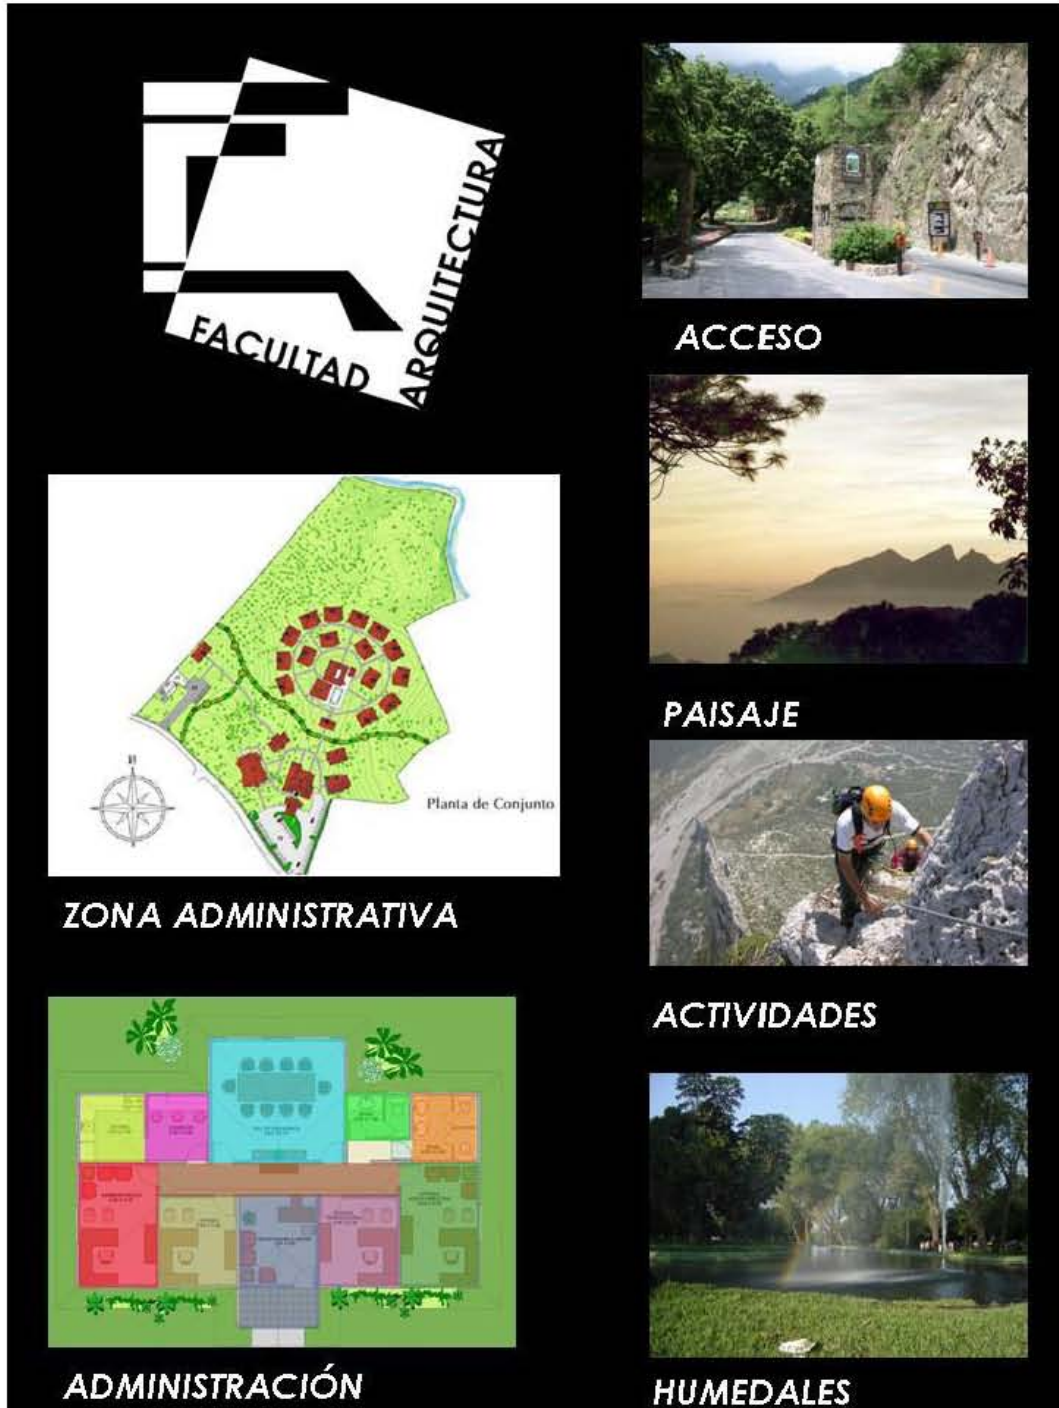 FACULTAD
ARQUITECTURA
ACCESO
PAISAJE
N
Planta de Conjunto
ZONA ADMINISTRATIVA
ACTIVIDADES
ADMINISTRACIÓN
HUMEDALES